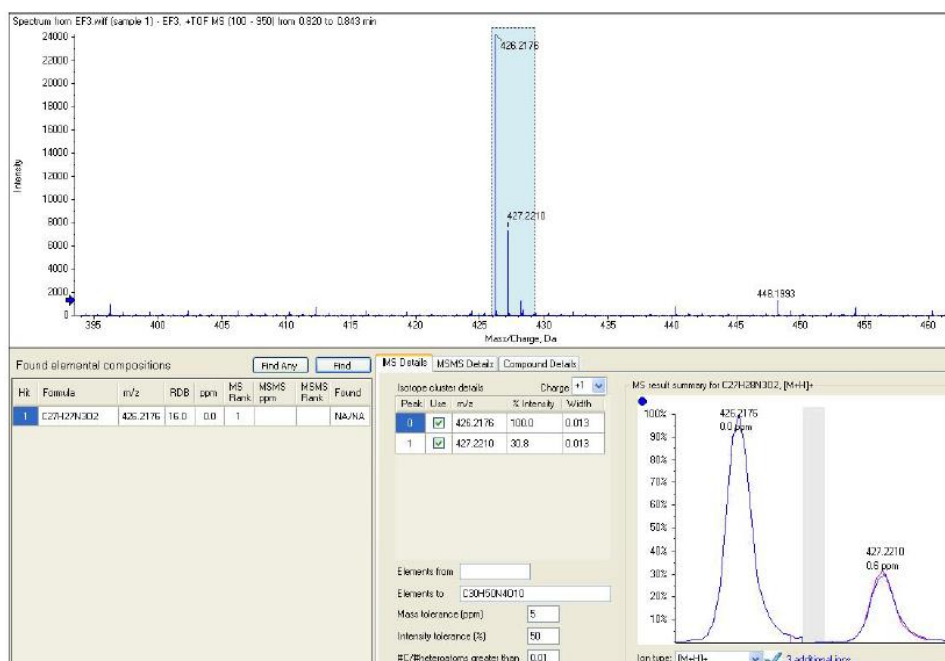 Spectrum from EF3.wiff (sample 1) - EF3, +TOF MS (100 - 950) from 0.820 to 0.843 min
24000
22000
20000
18000
16000
14000
12000
10000
8000
6000
4000
2000
0
Intensity
426.2176
427.2210
448.1993
395 400 405 410 415 420 425 430 435 440 445 450 455 460
Mass/Charge, Da
Found elemental compositions
Find Any
Find
Hit Formula m/z RDB ppm MS Rank MSMS ppm MSMS Rank Found
1 C27H27N3O2 426.2176 16.0 0.0 1 NA/NA
MS Details MSMS Details Compound Details
Isotope cluster details Charge +1
Peak Use m/z % Intensity Width
0 426.2176 100.0 0.013
1 427.2210 30.8 0.013
Elements from
Elements to C30H50N4O10
Mass tolerance (ppm) 5
Intensity tolerance (%) 50
#C/#heteroatoms greater than 0.01
MS result summary for C27H28N3O2, [M+H]+
100%
90%
80%
70%
60%
50%
40%
30%
20%
10%
0%
426.2176
0.0 ppm
427.2210
0.6 ppm
Ion type: [M+H]+ 3 additional ions